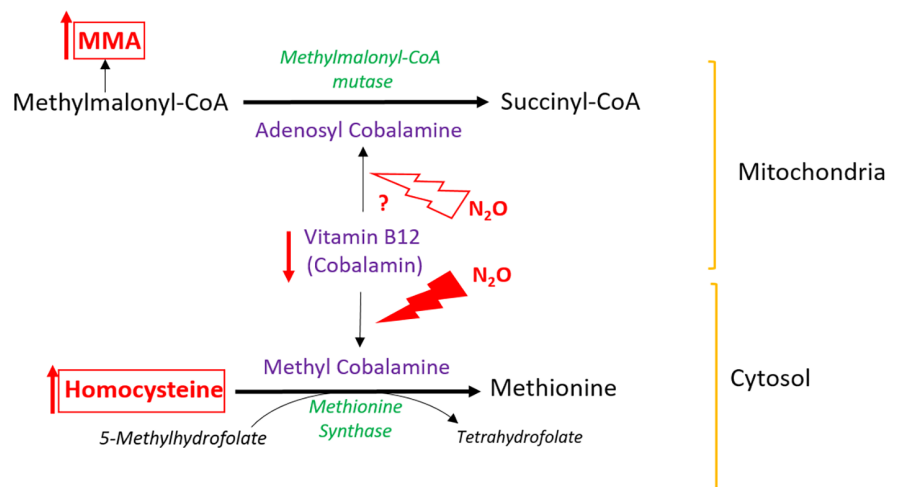 MMA
Methylmalonyl-CoA
mutase
Methylmalonyl-CoA
Succinyl-CoA
Adenosyl Cobalamine
Mitochondria
?
N₂O
Vitamin B12
(Cobalamin)
N₂O
Methyl Cobalamine
Cytosol
Homocysteine
Methionine
Methionine
Synthase
5-Methylhydrofolate
Tetrahydrofolate